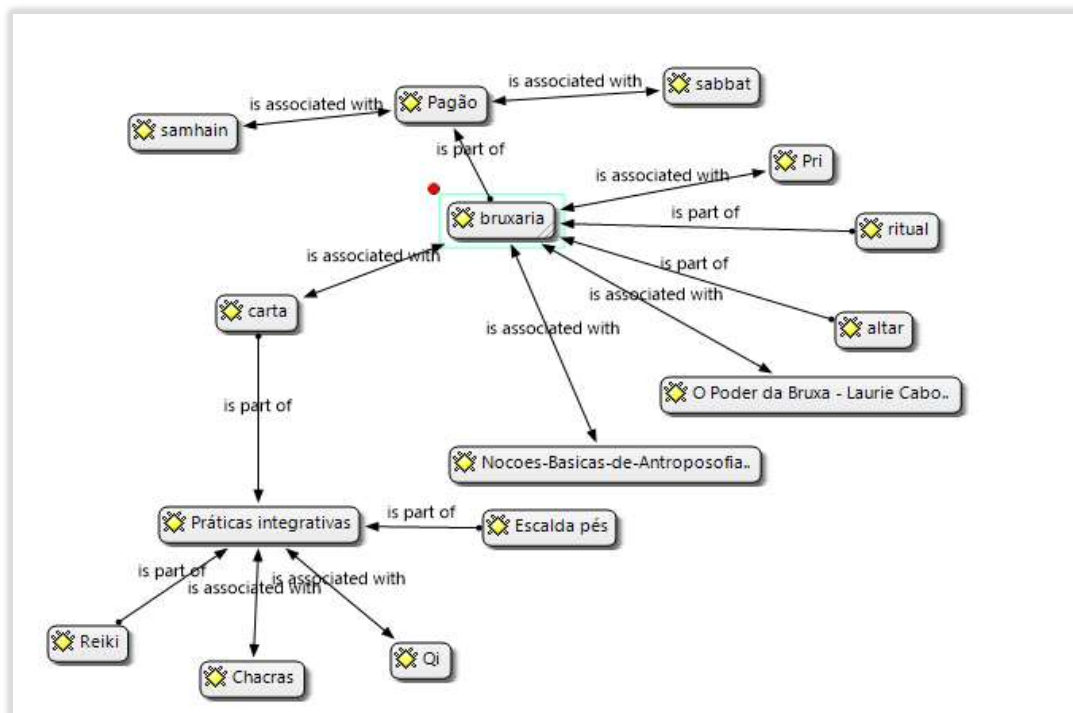 is associated with
sabbat
is associated with
Pagão
samhain
is part of
Pri
is associated with
bruxaria
is part of
ritual
is associated with
is part of
is associated with
carta
is associated with
altar
O Poder da Bruxa - Laurie Cabo..
is part of
Nocoes-Basicas-de-Antroposofia..
Práticas integrativas
is part of
Escalda pés
is part of
is associated with
is associated with
Reiki
Qi
Chacras